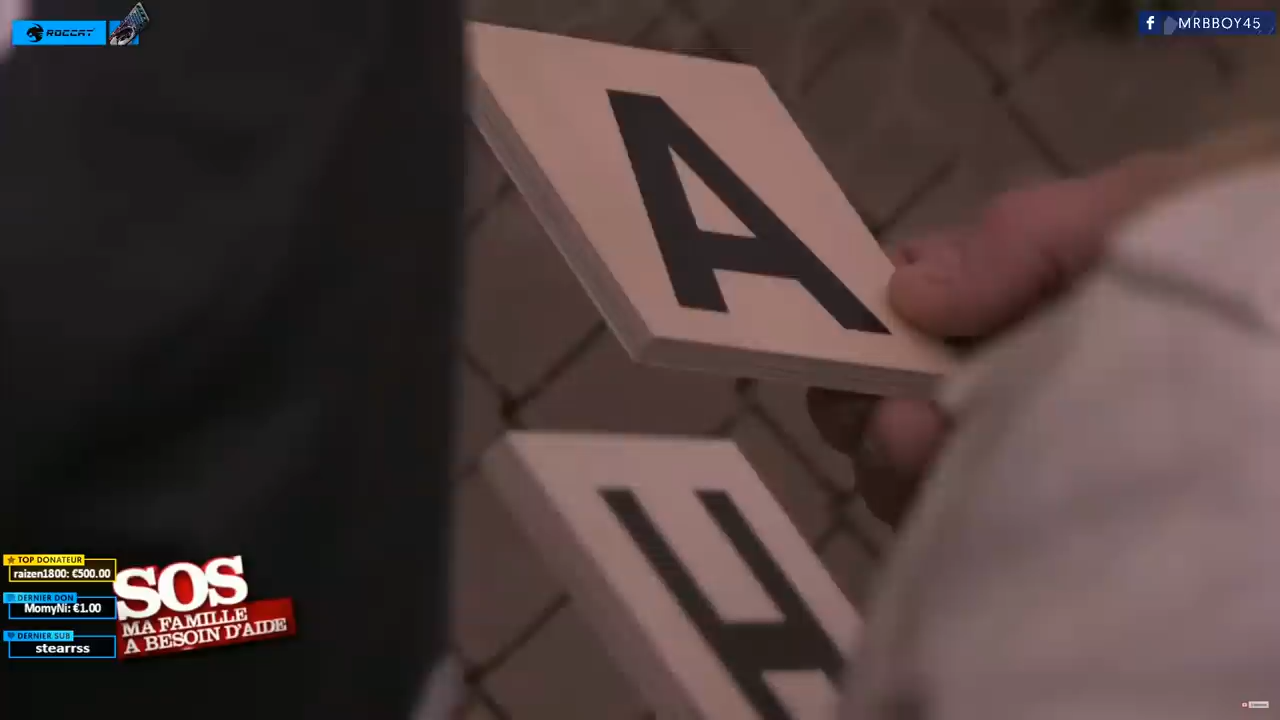 ROCCAT
MRBBOY45
A
TOP DONATEUR
raizen1800: €500.00
DERNIER DON
MomyNi: €1.00
DERNIER SUB
stearrss
SOS
MA FAMILLE
A BESOIN D'AIDE